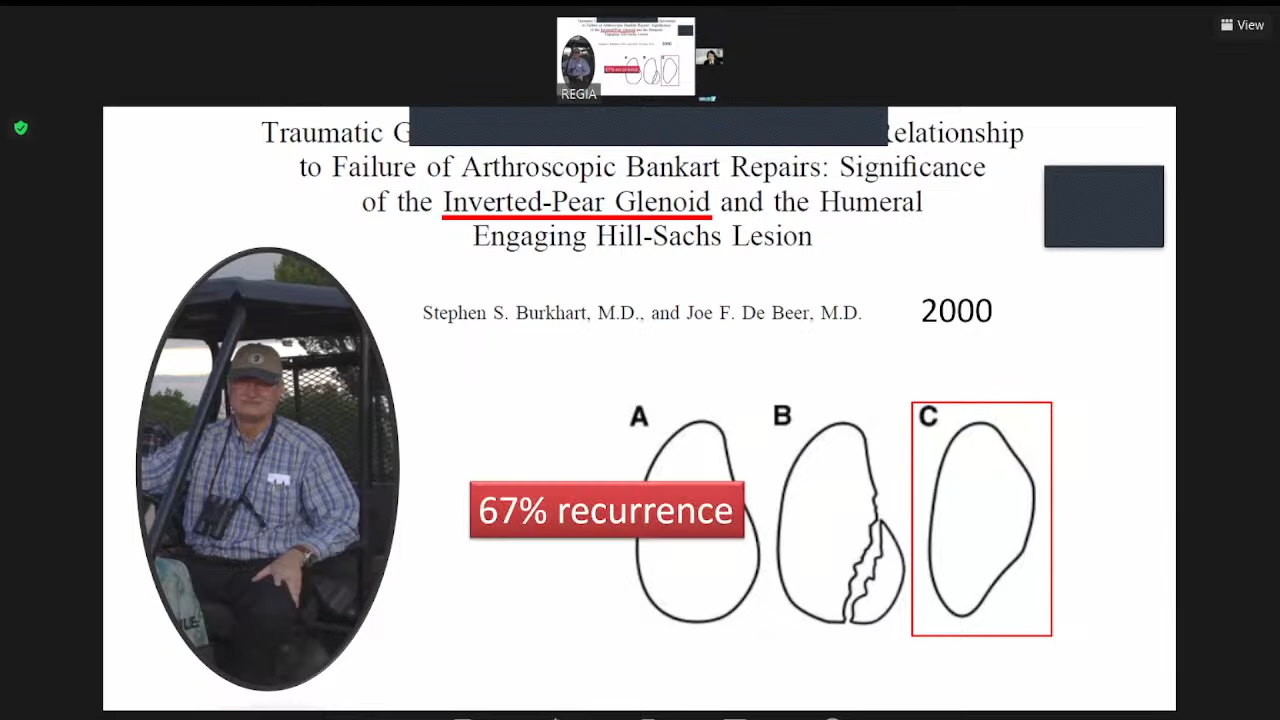 View
REGIA
Traumatic G Relationship
to Failure of Arthroscopic Bankart Repairs: Significance
of the Inverted-Pear Glenoid and the Humeral
Engaging Hill-Sachs Lesion
Stephen S. Burkhart, M.D., and Joe F. De Beer, M.D.
2000
A
B
C
67% recurrence